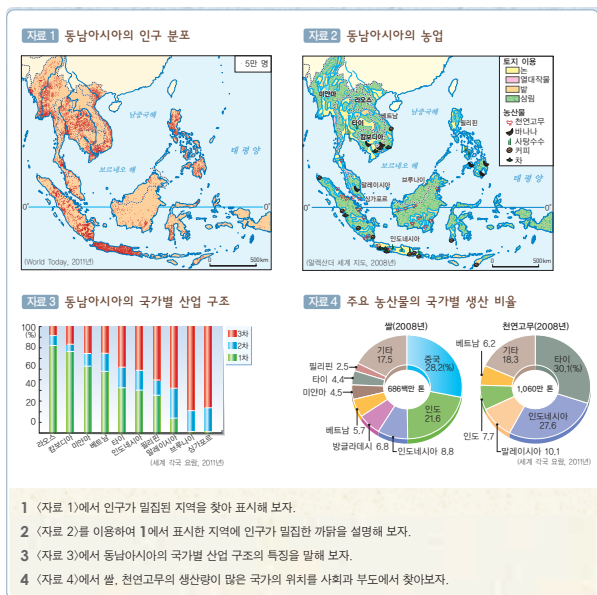 자료 1 동남아시아의 인구 분포
5만 명
남중국해
보르네오 해
태 평 양
0°
0°
0 500km
(World Today, 2011년)
자료 2 동남아시아의 농업
토지 이용
논
열대작물
밭
삼림
농산물
천연고무
바나나
사탕수수
커피
차
미얀마
라오스
베트남
타이
캄보디아
필리핀
남중국해
보르네오 해
태 평 양
브루나이
말레이시아
싱가포르
인도네시아
0°
0°
0 500km
(알렉산더 세계 지도, 2008년)
자료 3 동남아시아의 국가별 산업 구조
100
(%)
80
60
40
20
0
3차
2차
1차
라오스
캄보디아
미얀마
베트남
타이
인도네시아
필리핀
말레이시아
브루나이
싱가포르
(세계 각국 요람, 2011년)
자료 4 주요 농산물의 국가별 생산 비율
쌀(2008년)
기타
17.5
중국
28.2(%)
필리핀 2.5
타이 4.4
미얀마 4.5
686백만 톤
인도
21.6
베트남 5.7
방글라데시 6.8
인도네시아 8.8
천연고무(2008년)
베트남 6.2
기타
18.3
타이
30.1(%)
1,060만 톤
인도 7.7
인도네시아
27.6
말레이시아 10.1
(세계 각국 요람, 2011년)
1 〈자료 1〉에서 인구가 밀집된 지역을 찾아 표시해 보자.
2 〈자료 2〉를 이용하여 1에서 표시한 지역에 인구가 밀집한 까닭을 설명해 보자.
3 〈자료 3〉에서 동남아시아의 국가별 산업 구조의 특징을 말해 보자.
4 〈자료 4〉에서 쌀, 천연고무의 생산량이 많은 국가의 위치를 사회과 부도에서 찾아보자.